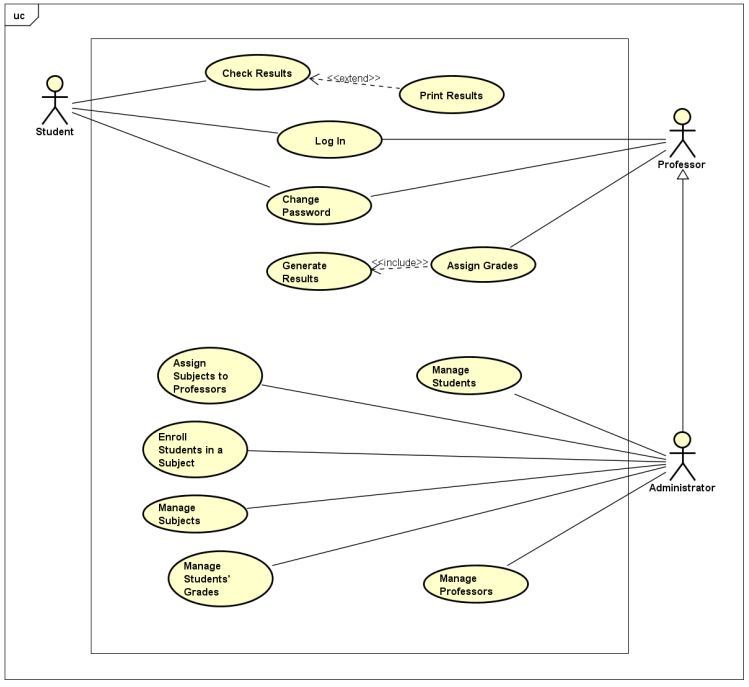 uc
Check Results
<<extend>>
Print Results
Student
Log In
Professor
Change
Password
<<include>>
Generate
Results
Assign Grades
Assign
Subjects to
Professors
Manage
Students
Enroll
Students in a
Subject
Administrator
Manage
Subjects
Manage
Students'
Grades
Manage
Professors